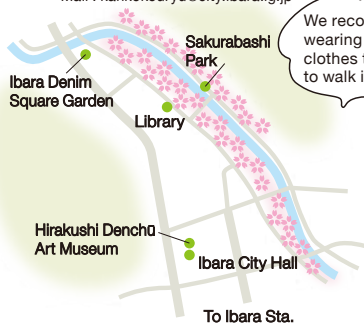 We reco
wearing
clothes
to walk i
Sakurabashi
Park
Ibara Denim
Square Garden
Library
Hirakushi Denchū
Art Museum
Ibara City Hall
To Ibara Sta.